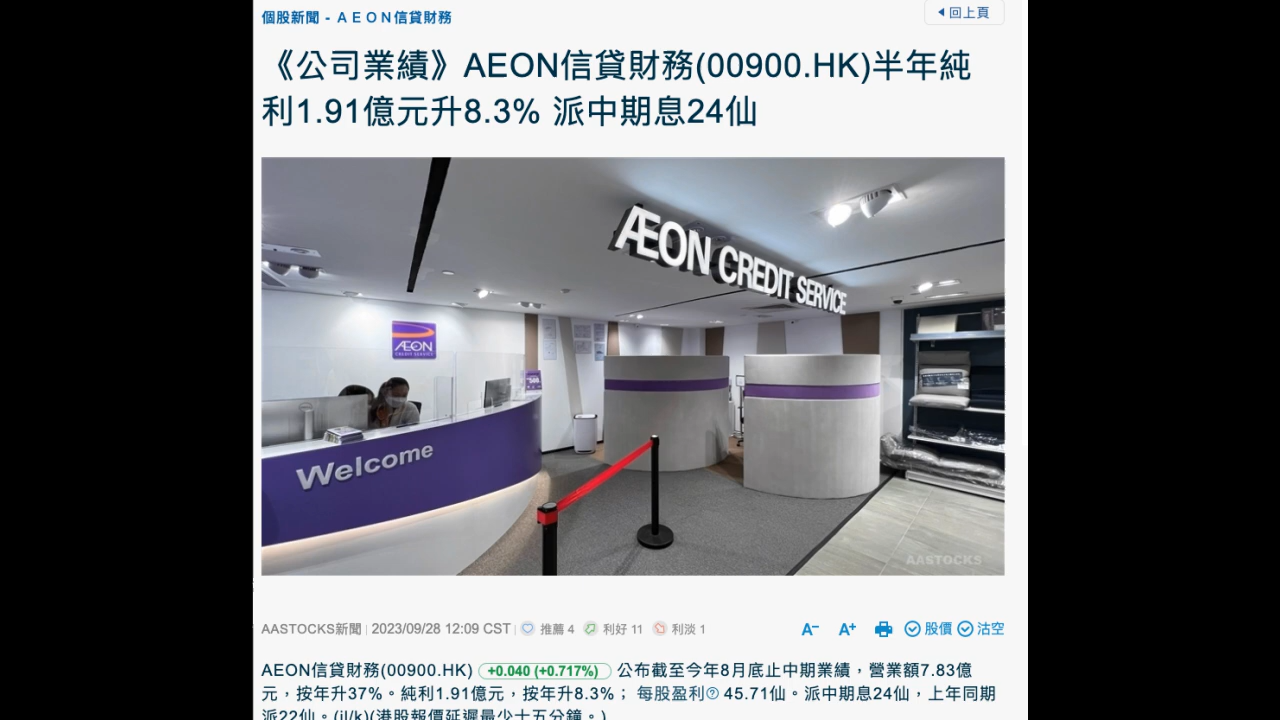 個股新聞 - ＡＥＯＮ信貸財務
回上頁
《公司業績》AEON信貸財務(00900.HK)半年純
利1.91億元升8.3% 派中期息24仙
ÆON CREDIT SERVICE
ÆON
CREDIT SERVICE
Welcome
AASTOCKS
AASTOCKS新聞 | 2023/09/28 12:09 CST | 推薦 4 利好 11 利淡 1
A− A+ 股價 沽空
AEON信貸財務(00900.HK) +0.040 (+0.717%) 公布截至今年8月底止中期業績，營業額7.83億
元，按年升37%。純利1.91億元，按年升8.3%； 每股盈利 45.71仙。派中期息24仙，上年同期
派22仙。(jl/k)(港股報價延遲最少十五分鐘。)